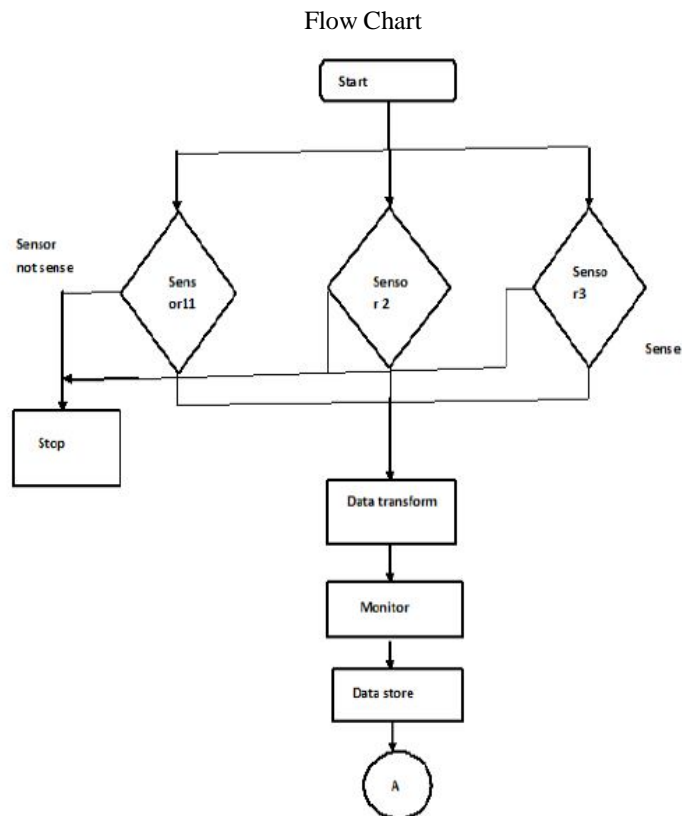 Flow Chart
Start
Sensor
not sense
Sens
or11
Senso
r 2
Senso
r3
Sense
Stop
Data transform
Monitor
Data store
A